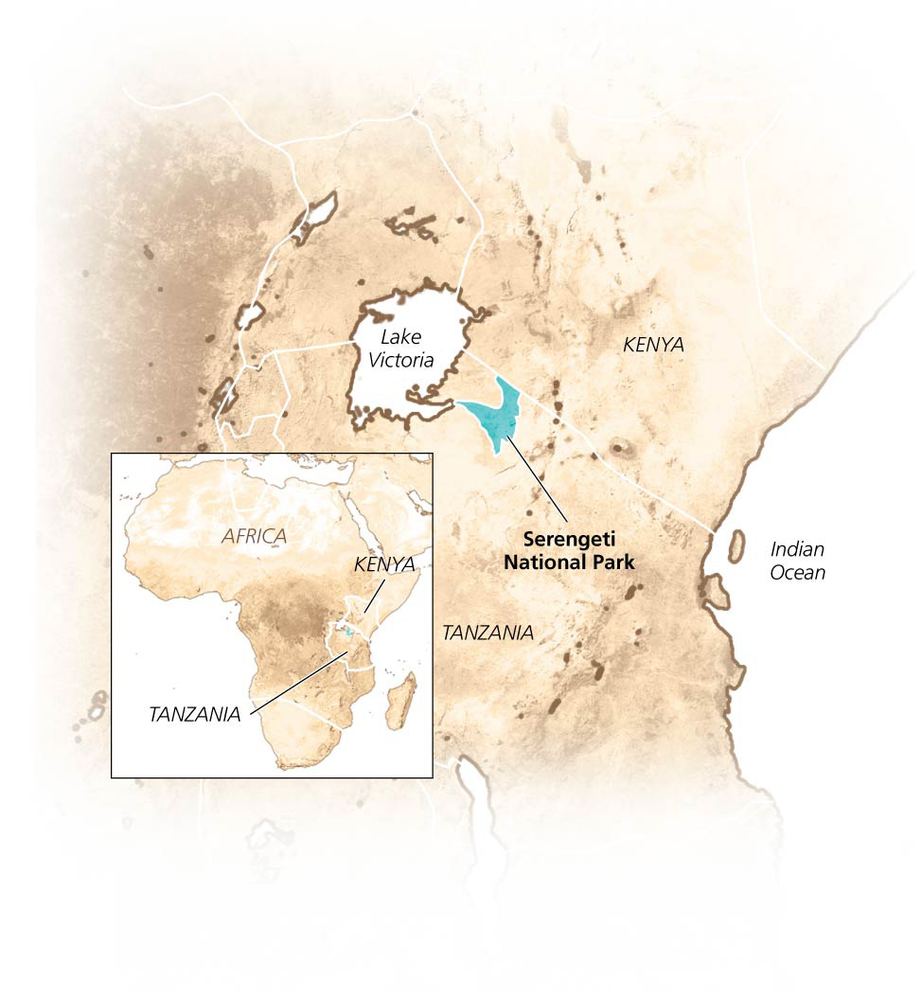 Lake
Victoria
KENYA
Serengeti
National Park
Indian
Ocean
TANZANIA
AFRICA
KENYA
TANZANIA